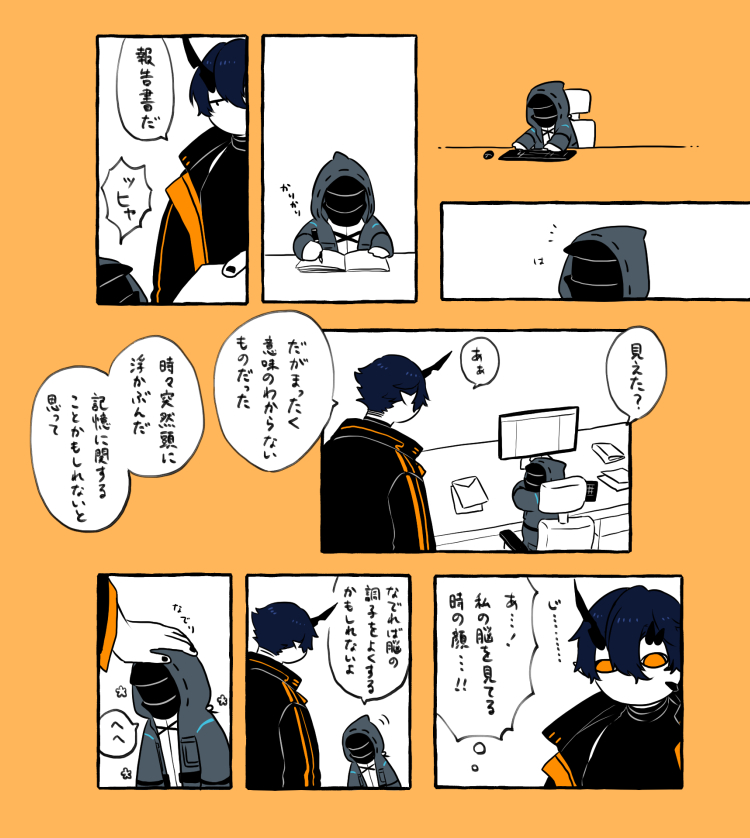 は
かりかり
報告書だ
ッヒャ
見えた?
あぁ
だがまったく
意味のわからない
ものだった
時々突然頭に
浮かぶんだ
記憶に関する
ことかもしれないと
思って
じ………
あ…!
私の脳を見てる
時の顔…!!
なでれば脳の
調子をよくする
かもしれないよ
なでり
へへ